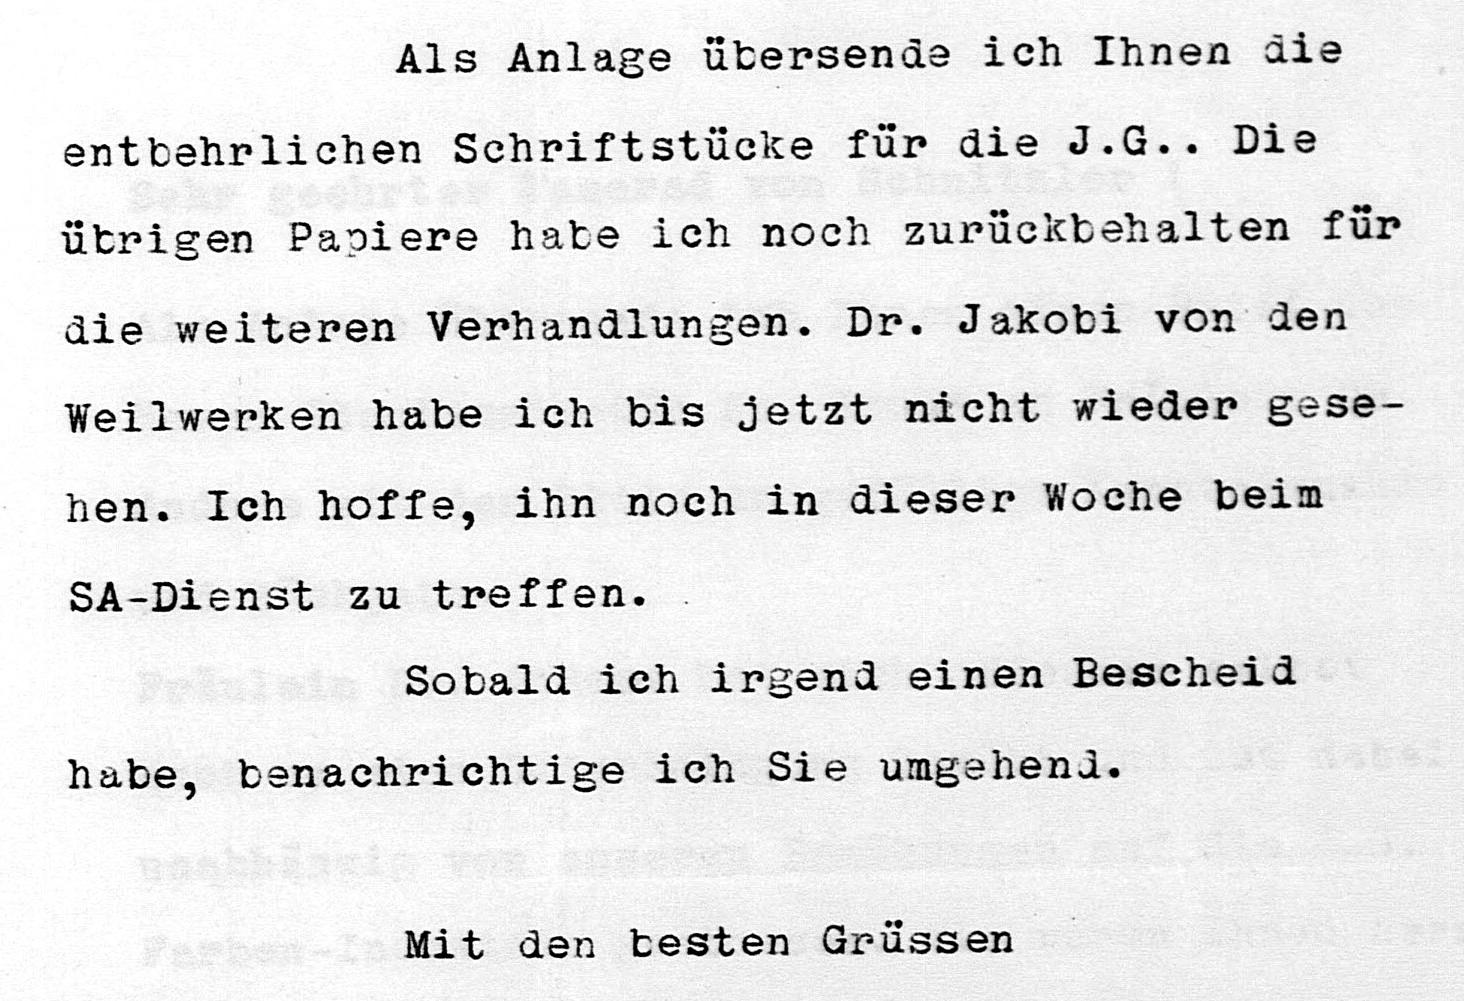 Als Anlage übersende ich Ihnen die
entbehrlichen Schriftstücke für die J.G.. Die
übrigen Papiere habe ich noch zurückbehalten für
die weiteren Verhandlungen. Dr. Jakobi von den
Weilwerken habe ich bis jetzt nicht wieder gese-
hen. Ich hoffe, ihn noch in dieser Woche beim
SA-Dienst zu treffen.
Sobald ich irgend einen Bescheid
habe, benachrichtige ich Sie umgehend.
Mit den besten Grüssen